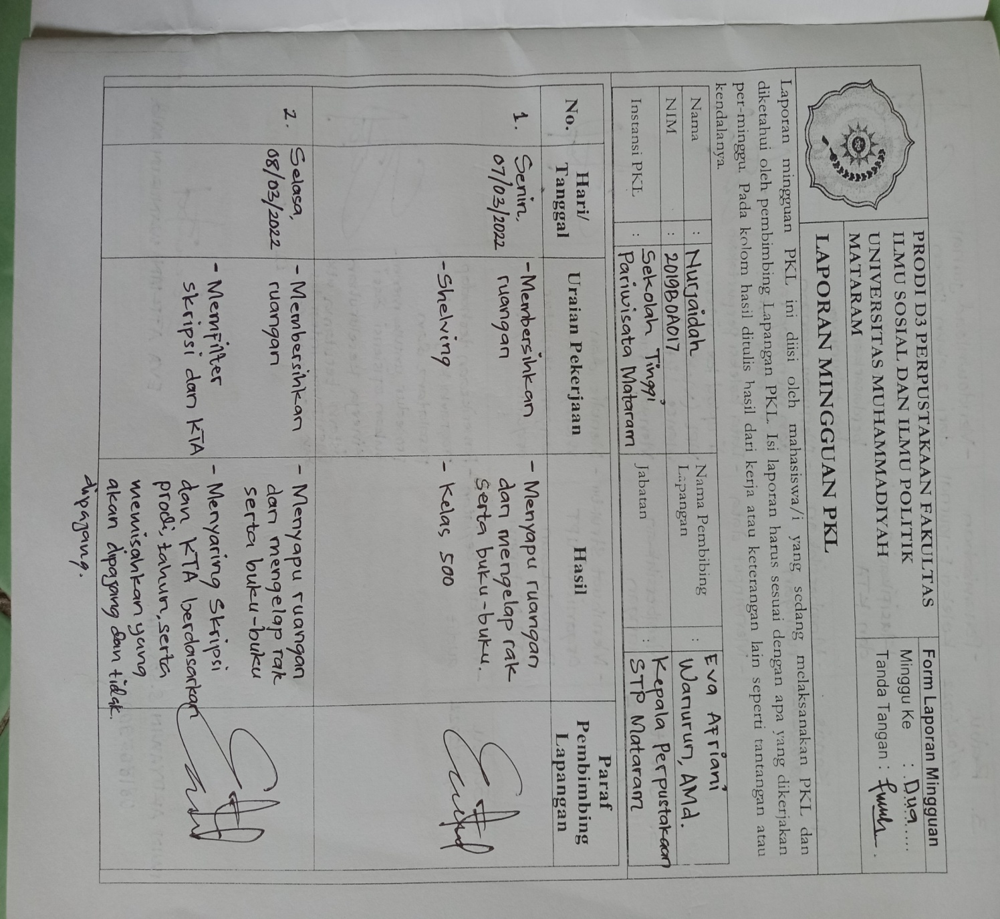 PRODI D3 PERPUSTAKAAN FAKULTAS
ILMU SOSIAL DAN ILMU POLITIK
UNIVERSITAS MUHAMMADIYAH
MATARAM
Form Laporan Mingguan
Minggu Ke : Dua
Tanda Tangan :
LAPORAN MINGGUAN PKL
Laporan mingguan PKL ini diisi oleh mahasiswa/i yang sedang melaksanakan PKL dan
diketahui oleh pembimbing Lapangan PKL. Isi laporan harus sesuai dengan apa yang dikerjakan
per-minggu. Pada kolom hasil ditulis hasil dari kerja atau keterangan lain seperti tantangan atau
kendalanya.
Nama : Nurjaidah
NIM : 2019B0A017
Instansi PKL : Sekolah Tinggi
Pariwisata Mataram
Nama Pembibing
Lapangan
: Eva Afriani
Wanurun, AMd.
Jabatan : Kepala Perpustakaan
STP Mataram
No.
Hari/
Tanggal
Uraian Pekerjaan
Hasil
Paraf
Pembimbing
Lapangan
1.
Senin,
07/03/2022
- Membersihkan
ruangan
- Shelving
- Menyapu ruangan
dan mengelap rak
serta buku-buku.
- Kelas 500
2.
Selasa,
08/03/2022
- Membersihkan
ruangan
- Memfilter
skripsi dan KTA
- Menyapu ruangan
dan mengelap rak
serta buku-buku
- Menyaring skripsi
dan KTA berdasarkan
prodi, tahun, serta
memisahkan yang
akan dipajang dan tidak
dipajang.